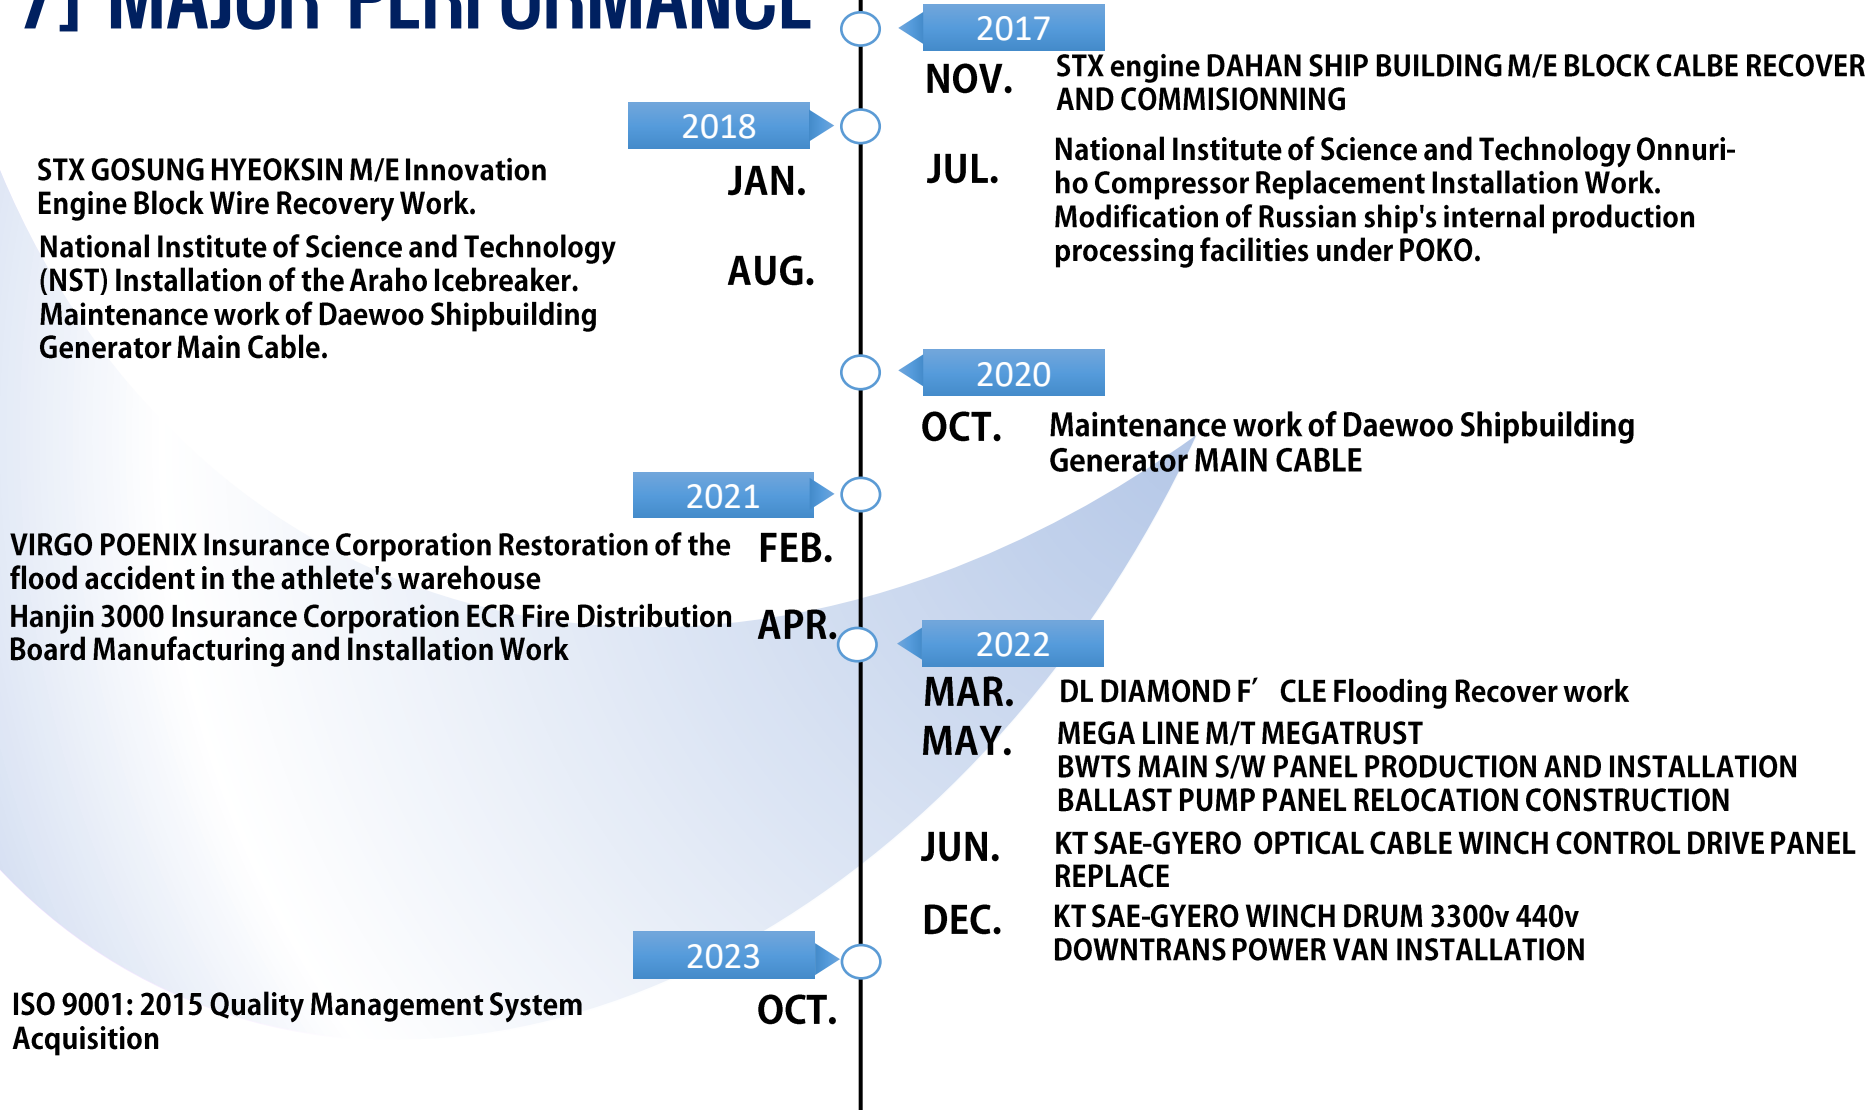 7] MAJOR PERFORMANCE
2017
NOV.
STX engine DAHAN SHIP BUILDING M/E BLOCK CALBE RECOVER
AND COMMISIONNING
JUL.
National Institute of Science and Technology Onnuri-
ho Compressor Replacement Installation Work.
Modification of Russian ship's internal production
processing facilities under POKO.
2018
JAN.
STX GOSUNG HYEOKSIN M/E Innovation
Engine Block Wire Recovery Work.
AUG.
National Institute of Science and Technology
(NST) Installation of the Araho Icebreaker.
Maintenance work of Daewoo Shipbuilding
Generator Main Cable.
2020
OCT.
Maintenance work of Daewoo Shipbuilding
Generator MAIN CABLE
2021
FEB.
VIRGO POENIX Insurance Corporation Restoration of the
flood accident in the athlete's warehouse
APR.
Hanjin 3000 Insurance Corporation ECR Fire Distribution
Board Manufacturing and Installation Work
2022
MAR.
DL DIAMOND F′ CLE Flooding Recover work
MAY.
MEGA LINE M/T MEGATRUST
BWTS MAIN S/W PANEL PRODUCTION AND INSTALLATION
BALLAST PUMP PANEL RELOCATION CONSTRUCTION
JUN.
KT SAE-GYERO OPTICAL CABLE WINCH CONTROL DRIVE PANEL
REPLACE
DEC.
KT SAE-GYERO WINCH DRUM 3300v 440v
DOWNTRANS POWER VAN INSTALLATION
2023
OCT.
ISO 9001: 2015 Quality Management System
Acquisition